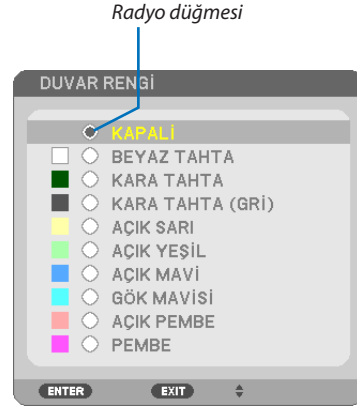 Radyo düğmesi
DUVAR RENGİ
KAPALİ
BEYAZ TAHTA
KARA TAHTA
KARA TAHTA (GRİ)
AÇIK SARI
AÇIK YEŞİL
AÇIK MAVİ
GÖK MAVİSİ
AÇIK PEMBE
PEMBE
ENTER EXIT